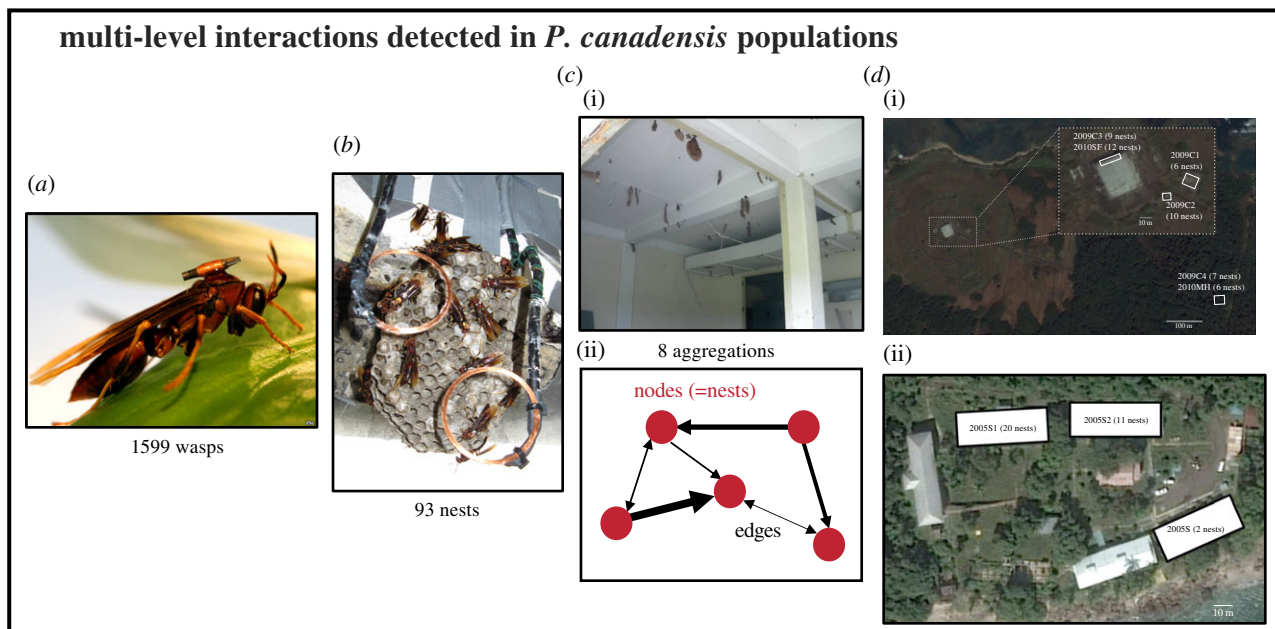 multi-level interactions detected in P. canadensis populations
(a)
1599 wasps
(b)
93 nests
(c)
(i)
8 aggregations
(ii)
nodes (=nests)
edges
(d)
(i)
2009C3 (9 nests)
2010SF (12 nests)
2009C1
(6 nests)
2009C2
(10 nests)
10 m
2009C4 (7 nests)
2010MH (6 nests)
100 m
(ii)
2005S1 (20 nests)
2005S2 (11 nests)
2005S (2 nests)
10 m